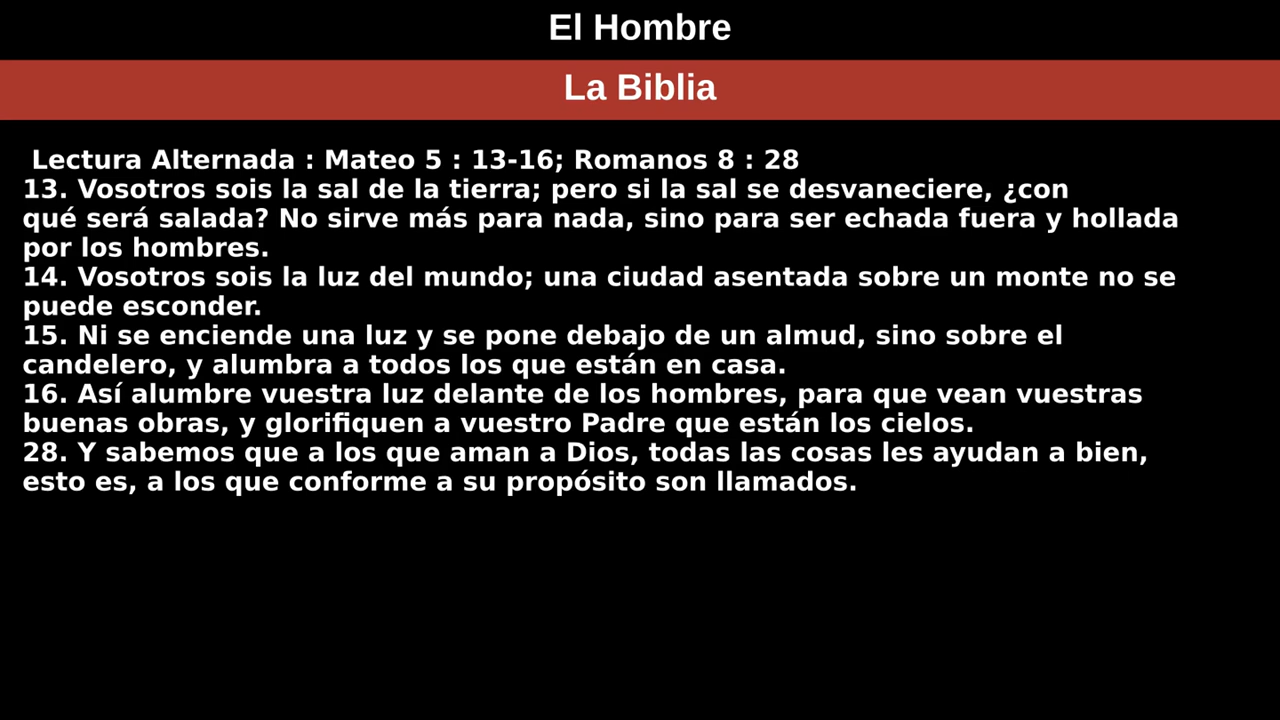 El Hombre
La Biblia
Lectura Alternada : Mateo 5 : 13-16; Romanos 8 : 28
13. Vosotros sois la sal de la tierra; pero si la sal se desvaneciere, ¿con
qué será salada? No sirve más para nada, sino para ser echada fuera y hollada
por los hombres.
14. Vosotros sois la luz del mundo; una ciudad asentada sobre un monte no se
puede esconder.
15. Ni se enciende una luz y se pone debajo de un almud, sino sobre el
candelero, y alumbra a todos los que están en casa.
16. Así alumbre vuestra luz delante de los hombres, para que vean vuestras
buenas obras, y glorifiquen a vuestro Padre que están los cielos.
28. Y sabemos que a los que aman a Dios, todas las cosas les ayudan a bien,
esto es, a los que conforme a su propósito son llamados.